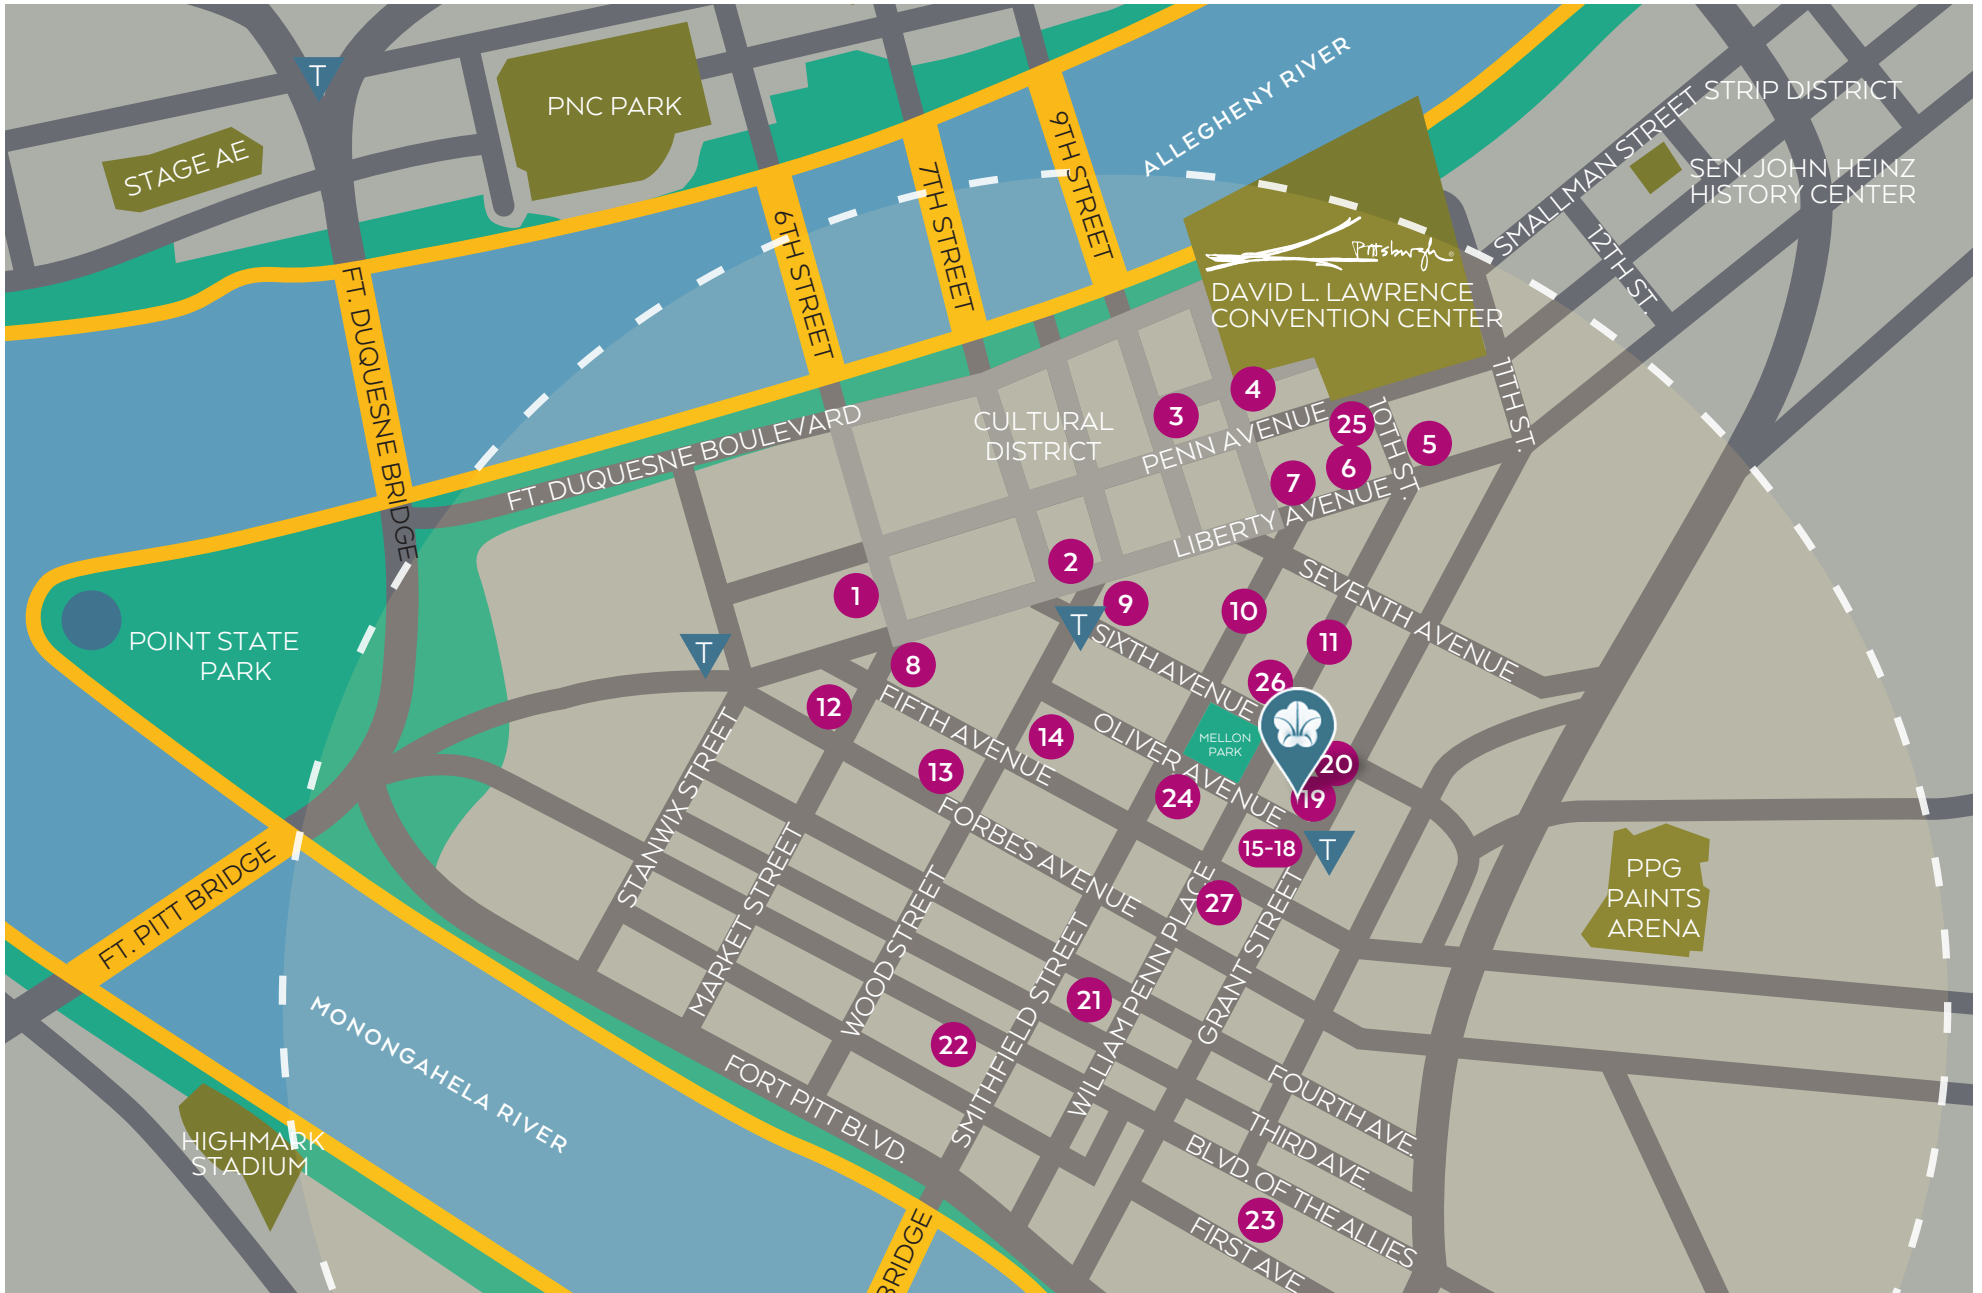 T
PNC PARK
STAGE AE
ALLEGHENY RIVER
9TH STREET
7TH STREET
6TH STREET
STRIP DISTRICT
SMALLMAN STREET
SEN. JOHN HEINZ
HISTORY CENTER
12TH ST.
Pittsburgh
DAVID L. LAWRENCE
CONVENTION CENTER
11TH ST.
FT. DUQUESNE BRIDGE
FT. DUQUESNE BOULEVARD
CULTURAL
DISTRICT
3
4
PENN AVENUE
25
10TH ST.
5
6
7
LIBERTY AVENUE
2
1
9
T
10
SEVENTH AVENUE
11
SIXTH AVENUE
POINT STATE
PARK
T
8
26
12
FIFTH AVENUE
14
OLIVER AVENUE
MELLON
PARK
20
19
13
24
STANWIX STREET
FORBES AVENUE
15-18
T
MARKET STREET
WOOD STREET
WILLIAM PENN PLACE
27
GRANT STREET
PPG
PAINTS
ARENA
FT. PITT BRIDGE
SMITHFIELD STREET
21
22
MONONGAHELA RIVER
FORT PITT BLVD.
FOURTH AVE.
THIRD AVE.
HIGHMARK
STADIUM
BLVD. OF THE ALLIES
23
FIRST AVE.
BRIDGE